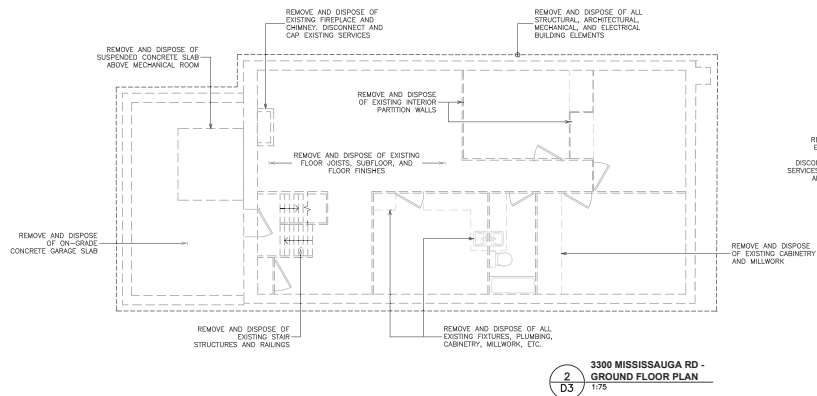 REMOVE AND DISPOSE OF
EXISTING FIREPLACE AND
CHIMNEY. DISCONNECT AND
CAP EXISTING SERVICES
REMOVE AND DISPOSE OF ALL
STRUCTURAL, ARCHITECTURAL,
MECHANICAL, AND ELECTRICAL
BUILDING ELEMENTS
REMOVE AND DISPOSE OF
SUSPENDED CONCRETE SLAB
ABOVE MECHANICAL ROOM
REMOVE AND DISPOSE
OF EXISTING INTERIOR
PARTITION WALLS
REMOVE AND DISPOSE OF EXISTING
FLOOR JOISTS, SUBFLOOR, AND
FLOOR FINISHES
REMOVE AND DISPOSE
OF ON-GRADE
CONCRETE GARAGE SLAB
REMOVE AND DISPOSE
OF EXISTING CABINETRY
AND MILLWORK
REMOVE AND DISPOSE OF
EXISTING STAIR
STRUCTURES AND RAILINGS
REMOVE AND DISPOSE OF ALL
EXISTING FIXTURES, PLUMBING,
CABINETRY, MILLWORK, ETC.
2
D3
3300 MISSISSAUGA RD -
GROUND FLOOR PLAN
1:75